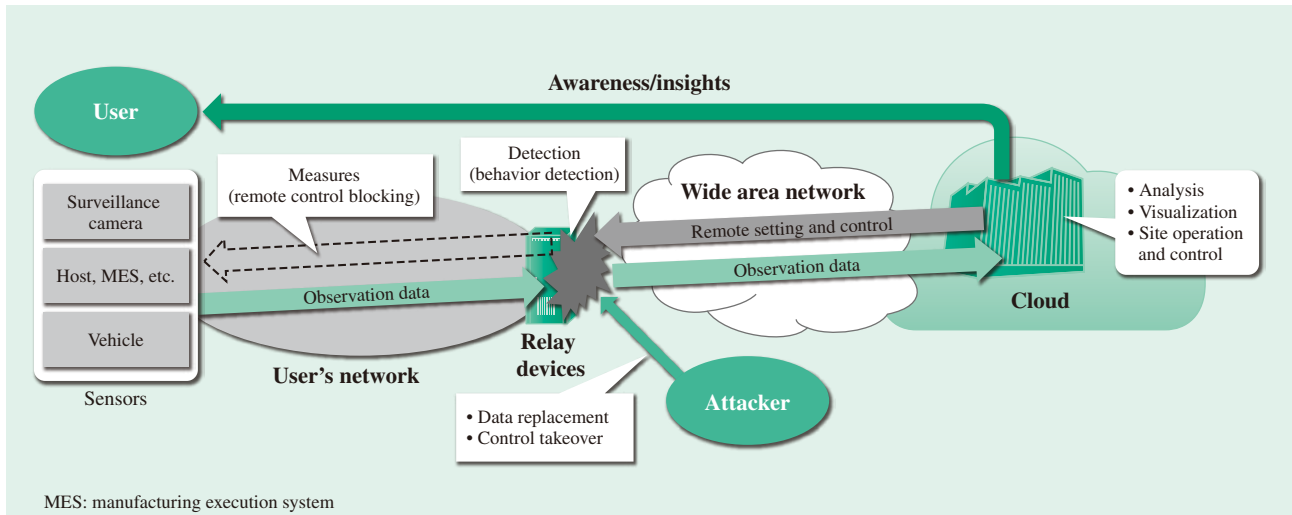 Awareness/insights
User
Measures
(remote control blocking)
Detection
(behavior detection)
Wide area network
Surveillance
camera
Host, MES, etc.
Vehicle
Sensors
Observation data
User's network
Relay
devices
Remote setting and control
Observation data
• Analysis
• Visualization
• Site operation
and control
Cloud
• Data replacement
• Control takeover
Attacker
MES: manufacturing execution system